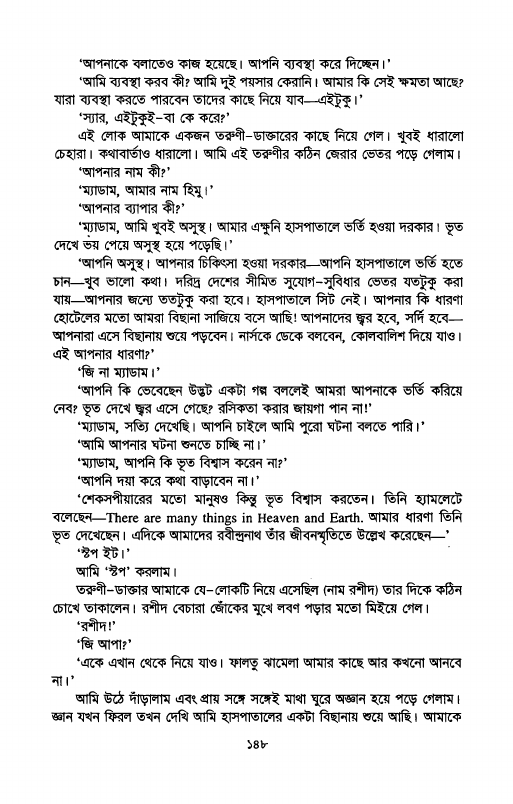 ‘আপনাকে বলাতেও কাজ হয়েছে। আপনি ব্যবস্থা করে দিচ্ছেন।’
‘আমি ব্যবস্থা করব কী? আমি দুই পয়সার কেরানি। আমার কি সেই ক্ষমতা আছে?
যারা ব্যবস্থা করতে পারবেন তাদের কাছে নিয়ে যাব—এইটুকু।’
‘স্যার, এইটুকুই-বা কে করে?’
এই লোক আমাকে একজন তরুণী-ডাক্তারের কাছে নিয়ে গেল। খুবই ধারালো
চেহারা। কথাবার্তাও ধারালো। আমি এই তরুণীর কঠিন জেরার ভেতর পড়ে গেলাম।
‘আপনার নাম কী?’
‘ম্যাডাম, আমার নাম হিমু।’
‘আপনার ব্যাপার কী?’
‘ম্যাডাম, আমি খুবই অসুস্থ। আমার এক্ষুনি হাসপাতালে ভর্তি হওয়া দরকার। ভূত
দেখে ভয় পেয়ে অসুস্থ হয়ে পড়েছি।’
‘আপনি অসুস্থ। আপনার চিকিৎসা হওয়া দরকার—আপনি হাসপাতালে ভর্তি হতে
চান—খুব ভালো কথা। দরিদ্র দেশের সীমিত সুযোগ-সুবিধার ভেতর যতটুকু করা
যায়—আপনার জন্যে ততটুকু করা হবে। হাসপাতালে সিট নেই। আপনার কি ধারণা
হোটেলের মতো আমরা বিছানা সাজিয়ে বসে আছি! আপনাদের জ্বর হবে, সর্দি হবে—
আপনারা এসে বিছানায় শুয়ে পড়বেন। নার্সকে ডেকে বলবেন, কোলবালিশ দিয়ে যাও।
এই আপনার ধারণা?’
‘জি না ম্যাডাম।’
‘আপনি কি ভেবেছেন উদ্ভট একটা গল্প বললেই আমরা আপনাকে ভর্তি করিয়ে
নেব? ভূত দেখে জ্বর এসে গেছে? রসিকতা করার জায়গা পান না!’
‘ম্যাডাম, সত্যি দেখেছি। আপনি চাইলে আমি পুরো ঘটনা বলতে পারি।’
‘আমি আপনার ঘটনা শুনতে চাচ্ছি না।’
‘ম্যাডাম, আপনি কি ভূত বিশ্বাস করেন না?’
‘আপনি দয়া করে কথা বাড়াবেন না।’
‘শেকসপীয়ারের মতো মানুষও কিন্তু ভূত বিশ্বাস করতেন। তিনি হ্যামলেটে
বলেছেন—There are many things in Heaven and Earth. আমার ধারণা তিনি
ভূত দেখেছেন। এদিকে আমাদের রবীন্দ্রনাথ তাঁর জীবনস্মৃতিতে উল্লেখ করেছেন—’
‘স্টপ ইট।’
আমি ‘স্টপ’ করলাম।
তরুণী-ডাক্তার আমাকে যে-লোকটি নিয়ে এসেছিল (নাম রশীদ) তার দিকে কঠিন
চোখে তাকালেন। রশীদ বেচারা জোঁকের মুখে লবণ পড়ার মতো মিইয়ে গেল।
‘রশীদ!’
‘জি আপা?’
‘একে এখান থেকে নিয়ে যাও। ফালতু ঝামেলা আমার কাছে আর কখনো আনবে
না।’
আমি উঠে দাঁড়ালাম এবং প্রায় সঙ্গে সঙ্গেই মাথা ঘুরে অজ্ঞান হয়ে পড়ে গেলাম।
জ্ঞান যখন ফিরল তখন দেখি আমি হাসপাতালের একটা বিছানায় শুয়ে আছি। আমাকে
১৪৮